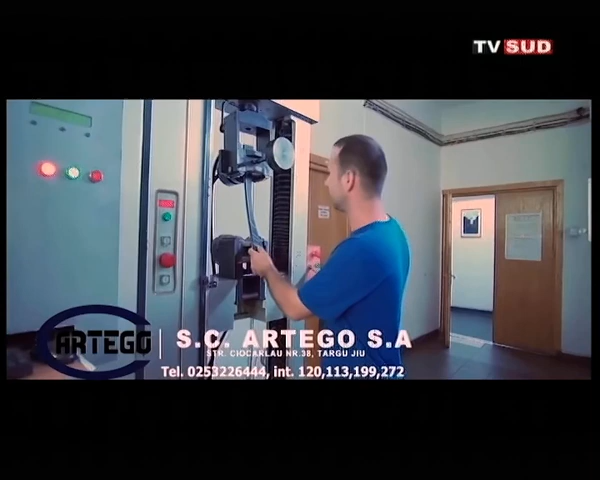 TV SUD
ARTEGO
S.C. ARTEGO S.A
STR. CIOCARLAU NR.38, TARGU JIU
Tel. 0253226444, int. 120,113,199,272